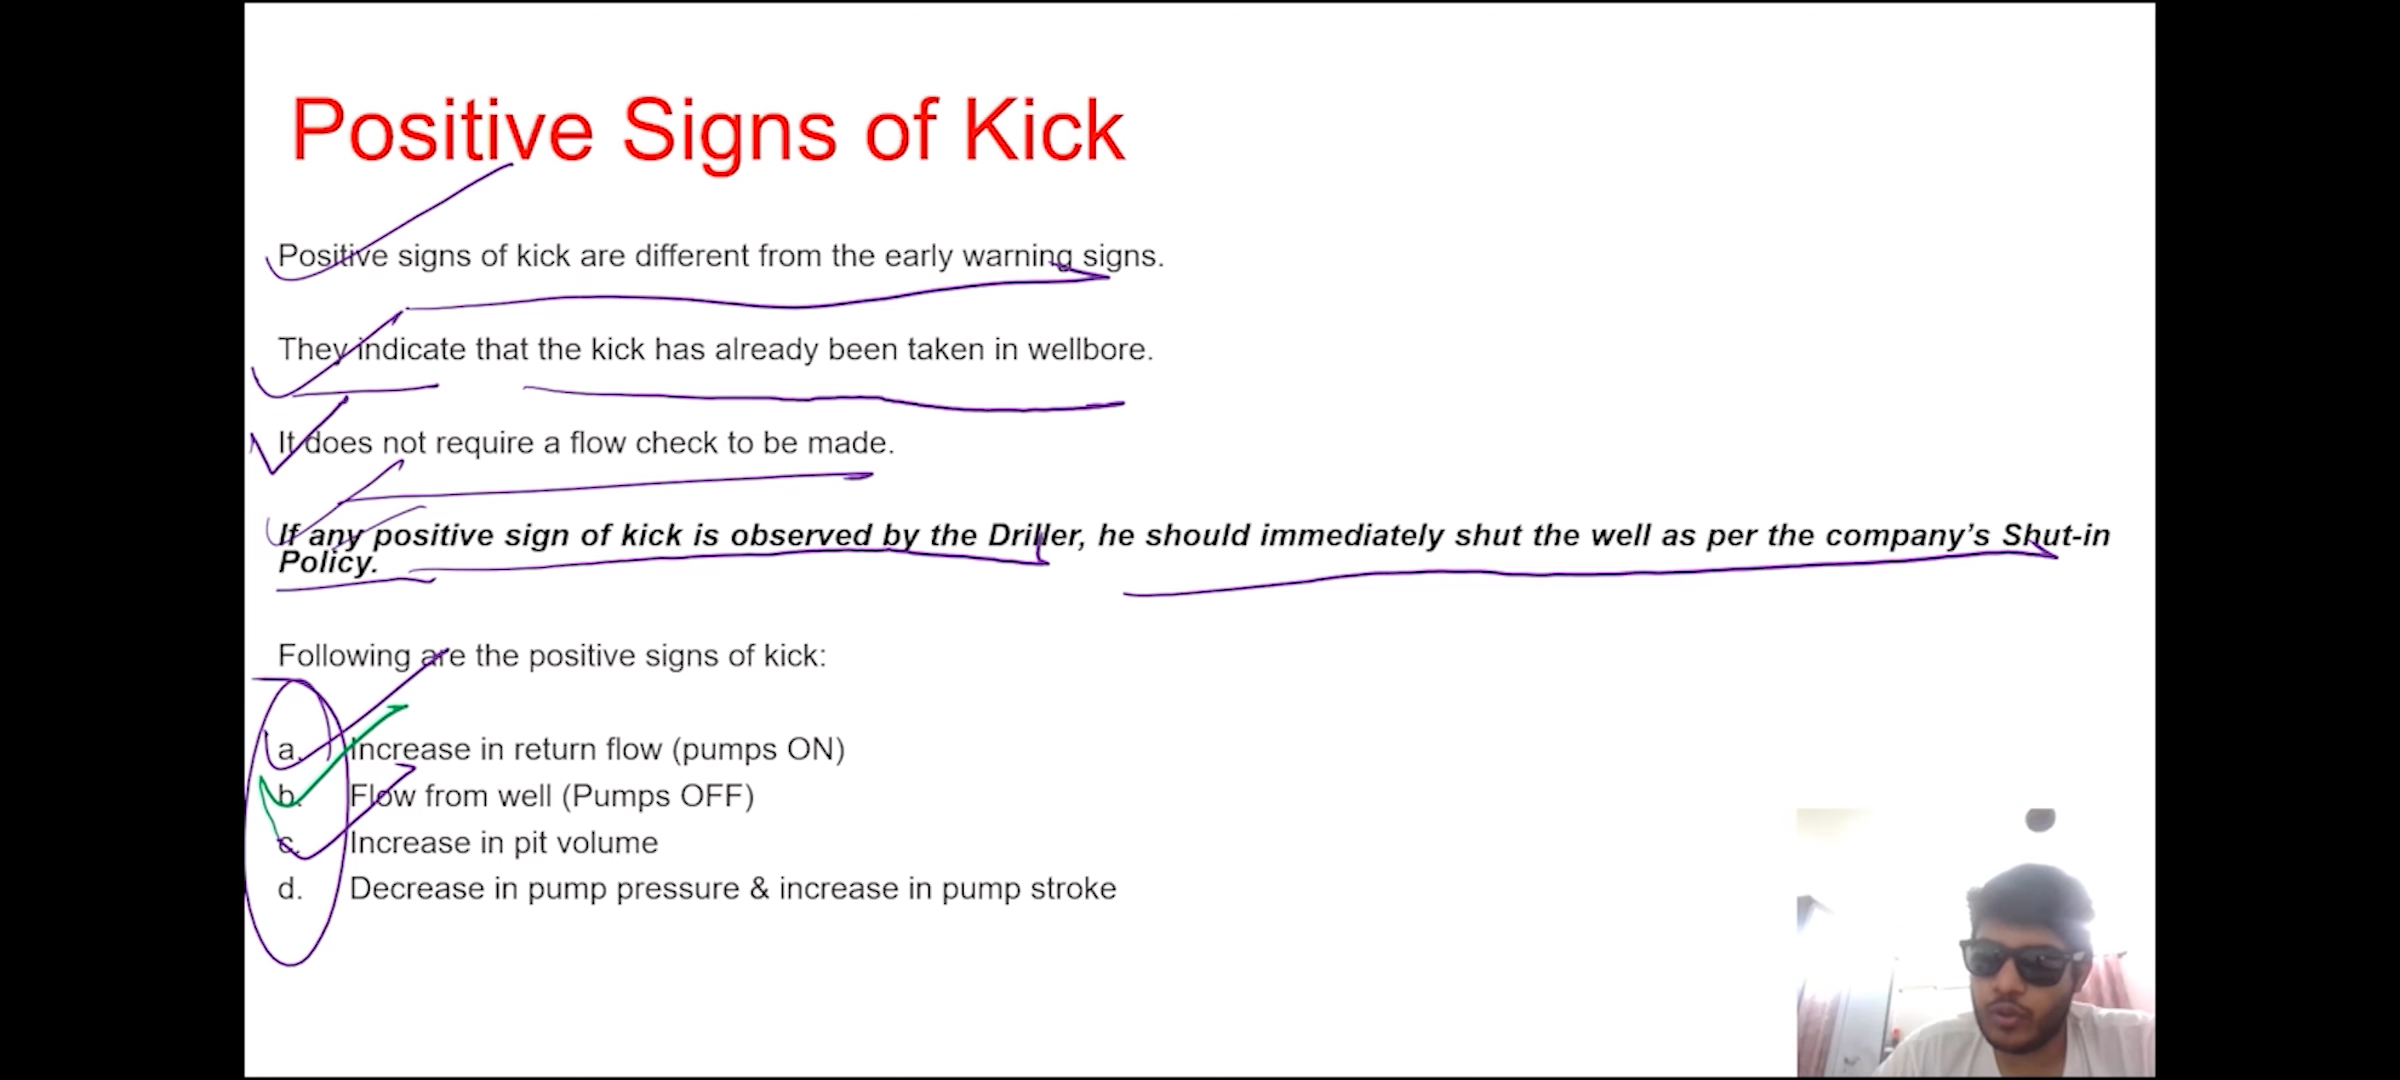 Positive Signs of Kick
Positive signs of kick are different from the early warning signs.
They indicate that the kick has already been taken in wellbore.
It does not require a flow check to be made.
If any positive sign of kick is observed by the Driller, he should immediately shut the well as per the company's Shut-in
Policy.
Following are the positive signs of kick:
a. Increase in return flow (pumps ON)
b. Flow from well (Pumps OFF)
c. Increase in pit volume
d. Decrease in pump pressure & increase in pump stroke